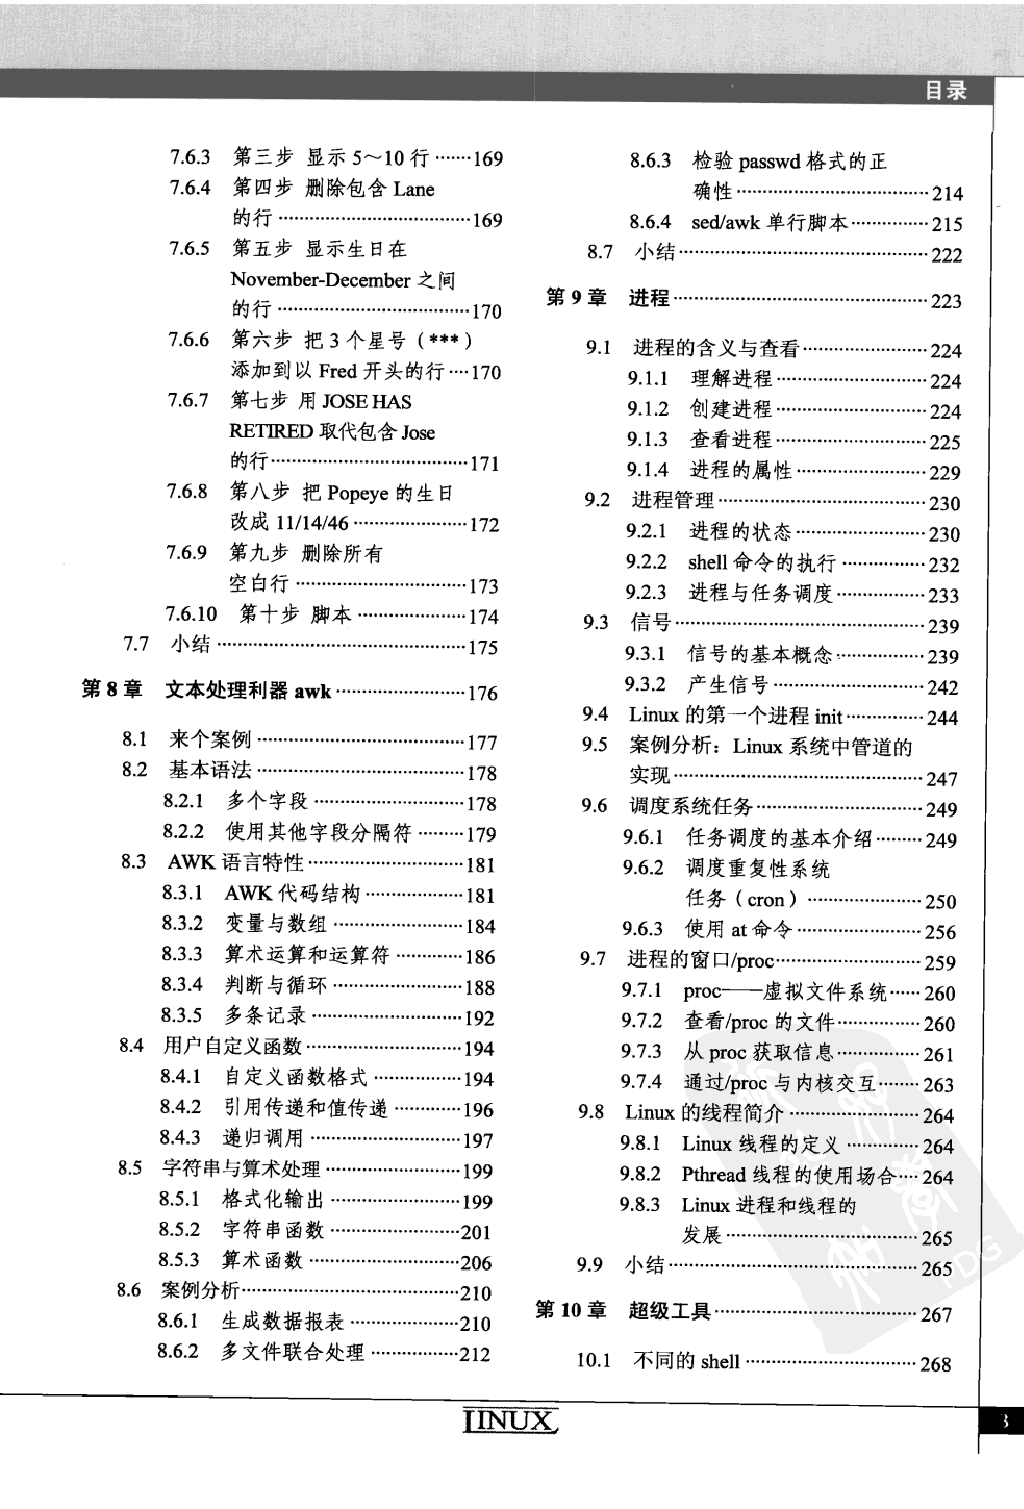 目录
7.6.3 第三步 显示 5～10 行……169
7.6.4 第四步 删除包含 Lane
的行……169
7.6.5 第五步 显示生日在
November-December 之间
的行……170
7.6.6 第六步 把 3 个星号（***）
添加到以 Fred 开头的行……170
7.6.7 第七步 用 JOSE HAS
RETIRED 取代包含 Jose
的行……171
7.6.8 第八步 把 Popeye 的生日
改成 11/14/46……172
7.6.9 第九步 删除所有
空白行……173
7.6.10 第十步 脚本……174
7.7 小结……175
第 8 章 文本处理利器 awk……176
8.1 来个案例……177
8.2 基本语法……178
8.2.1 多个字段……178
8.2.2 使用其他字段分隔符……179
8.3 AWK 语言特性……181
8.3.1 AWK 代码结构……181
8.3.2 变量与数组……184
8.3.3 算术运算和运算符……186
8.3.4 判断与循环……188
8.3.5 多条记录……192
8.4 用户自定义函数……194
8.4.1 自定义函数格式……194
8.4.2 引用传递和值传递……196
8.4.3 递归调用……197
8.5 字符串与算术处理……199
8.5.1 格式化输出……199
8.5.2 字符串函数……201
8.5.3 算术函数……206
8.6 案例分析……210
8.6.1 生成数据报表……210
8.6.2 多文件联合处理……212
8.6.3 检验 passwd 格式的正
确性……214
8.6.4 sed/awk 单行脚本……215
8.7 小结……222
第 9 章 进程……223
9.1 进程的含义与查看……224
9.1.1 理解进程……224
9.1.2 创建进程……224
9.1.3 查看进程……225
9.1.4 进程的属性……229
9.2 进程管理……230
9.2.1 进程的状态……230
9.2.2 shell 命令的执行……232
9.2.3 进程与任务调度……233
9.3 信号……239
9.3.1 信号的基本概念……239
9.3.2 产生信号……242
9.4 Linux 的第一个进程 init……244
9.5 案例分析：Linux 系统中管道的
实现……247
9.6 调度系统任务……249
9.6.1 任务调度的基本介绍……249
9.6.2 调度重复性系统
任务（cron）……250
9.6.3 使用 at 命令……256
9.7 进程的窗口/proc……259
9.7.1 proc——虚拟文件系统……260
9.7.2 查看/proc 的文件……260
9.7.3 从 proc 获取信息……261
9.7.4 通过/proc 与内核交互……263
9.8 Linux 的线程简介……264
9.8.1 Linux 线程的定义……264
9.8.2 Pthread 线程的使用场合……264
9.8.3 Linux 进程和线程的
发展……265
9.9 小结……265
第 10 章 超级工具……267
10.1 不同的 shell……268
PDG
LINUX
3